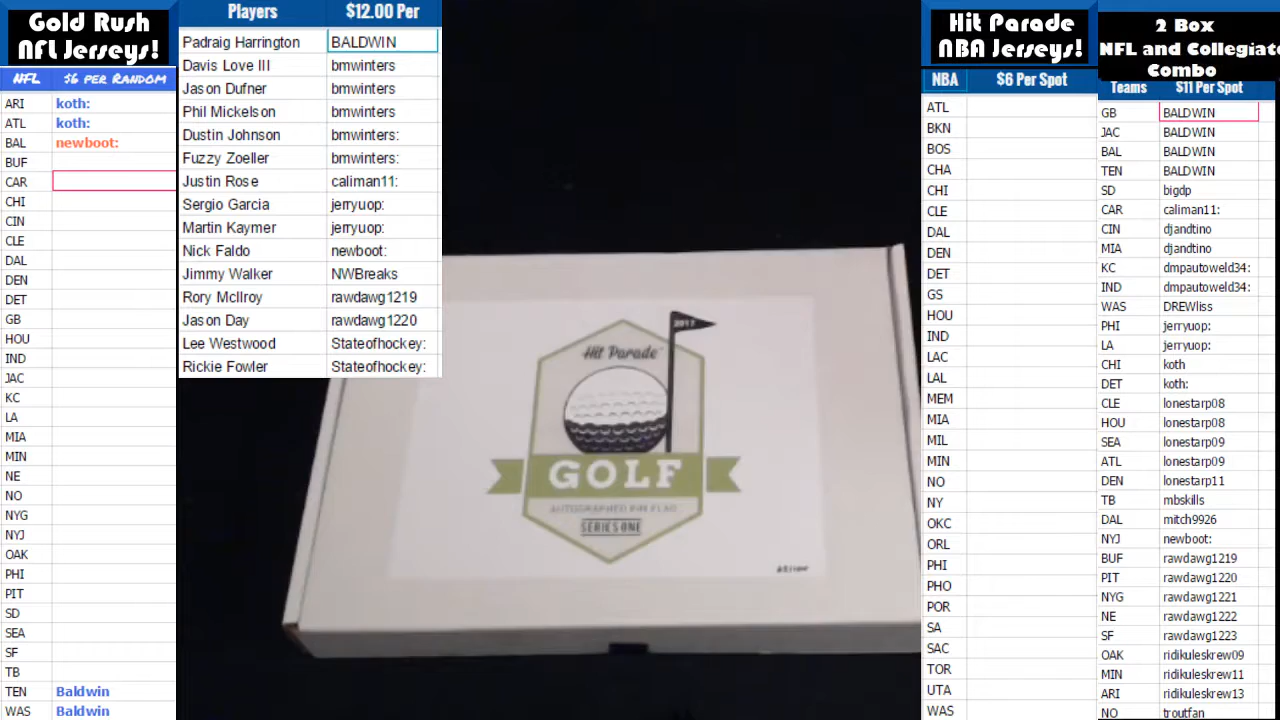 Gold Rush
NFL Jerseys!
NFL $6 per Random
ARI koth:
ATL koth:
BAL newboot:
BUF
CAR
CHI
CIN
CLE
DAL
DEN
DET
GB
HOU
IND
JAC
KC
LA
MIA
MIN
NE
NO
NYG
NYJ
OAK
PHI
PIT
SD
SEA
SF
TB
TEN Baldwin
WAS Baldwin
Players $12.00 Per
Padraig Harrington BALDWIN
Davis Love III bmwinters
Jason Dufner bmwinters
Phil Mickelson bmwinters
Dustin Johnson bmwinters:
Fuzzy Zoeller bmwinters:
Justin Rose caliman11:
Sergio Garcia jerryuop:
Martin Kaymer jerryuop:
Nick Faldo newboot:
Jimmy Walker NWBreaks
Rory McIlroy rawdawg1219
Jason Day rawdawg1220
Lee Westwood Stateofhockey:
Rickie Fowler Stateofhockey:
2017
Hit Parade
GOLF
AUTOGRAPHED PIN FLAG
SERIES ONE
Hit Parade
NBA Jerseys!
NBA $6 Per Spot
ATL
BKN
BOS
CHA
CHI
CLE
DAL
DEN
DET
GS
HOU
IND
LAC
LAL
MEM
MIA
MIL
MIN
NO
NY
OKC
ORL
PHI
PHO
POR
SA
SAC
TOR
UTA
WAS
2 Box
NFL and Collegiate
Combo
Teams $11 Per Spot
GB BALDWIN
JAC BALDWIN
BAL BALDWIN
TEN BALDWIN
SD bigdp
CAR caliman11:
CIN djandtino
MIA djandtino
KC dmpautoweld34:
IND dmpautoweld34:
WAS DREWliss
PHI jerryuop:
LA jerryuop:
CHI koth
DET koth:
CLE lonestarp08
HOU lonestarp08
SEA lonestarp09
ATL lonestarp09
DEN lonestarp11
TB mbskills
DAL mitch9926
NYJ newboot:
BUF rawdawg1219
PIT rawdawg1220
NYG rawdawg1221
NE rawdawg1222
SF rawdawg1223
OAK ridikuleskrew09
MIN ridikuleskrew11
ARI ridikuleskrew13
NO troutfan